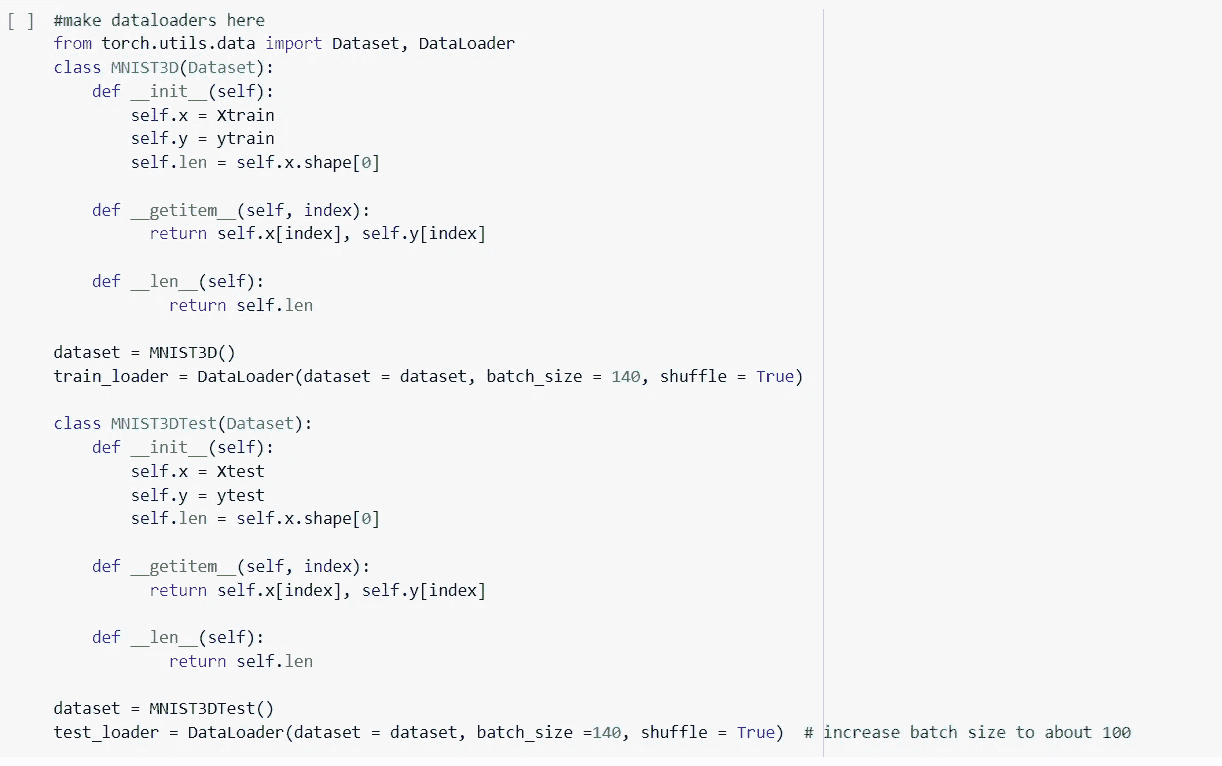 [ ] #make dataloaders here
from torch.utils.data import Dataset, DataLoader
class MNIST3D(Dataset):
    def __init__(self):
        self.x = Xtrain
        self.y = ytrain
        self.len = self.x.shape[0]

    def __getitem__(self, index):
          return self.x[index], self.y[index]

    def __len__(self):
            return self.len

dataset = MNIST3D()
train_loader = DataLoader(dataset = dataset, batch_size = 140, shuffle = True)

class MNIST3DTest(Dataset):
    def __init__(self):
        self.x = Xtest
        self.y = ytest
        self.len = self.x.shape[0]

    def __getitem__(self, index):
          return self.x[index], self.y[index]

    def __len__(self):
            return self.len

dataset = MNIST3DTest()
test_loader = DataLoader(dataset = dataset, batch_size =140, shuffle = True)  # increase batch size to about 100